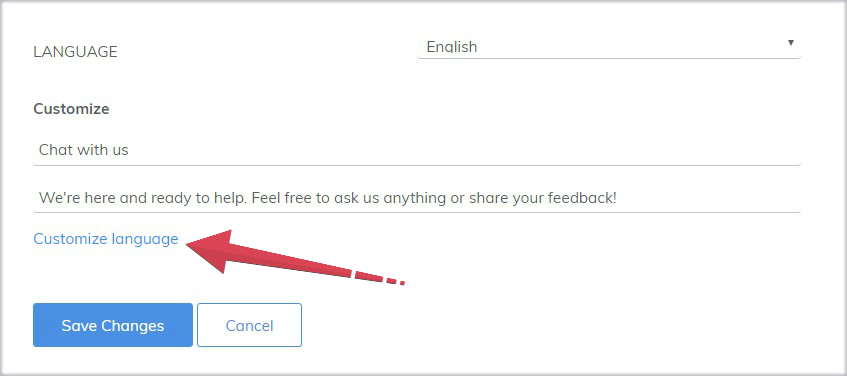 LANGUAGE English
Customize
Chat with us
We're here and ready to help. Feel free to ask us anything or share your feedback!
Customize language
Save Changes Cancel